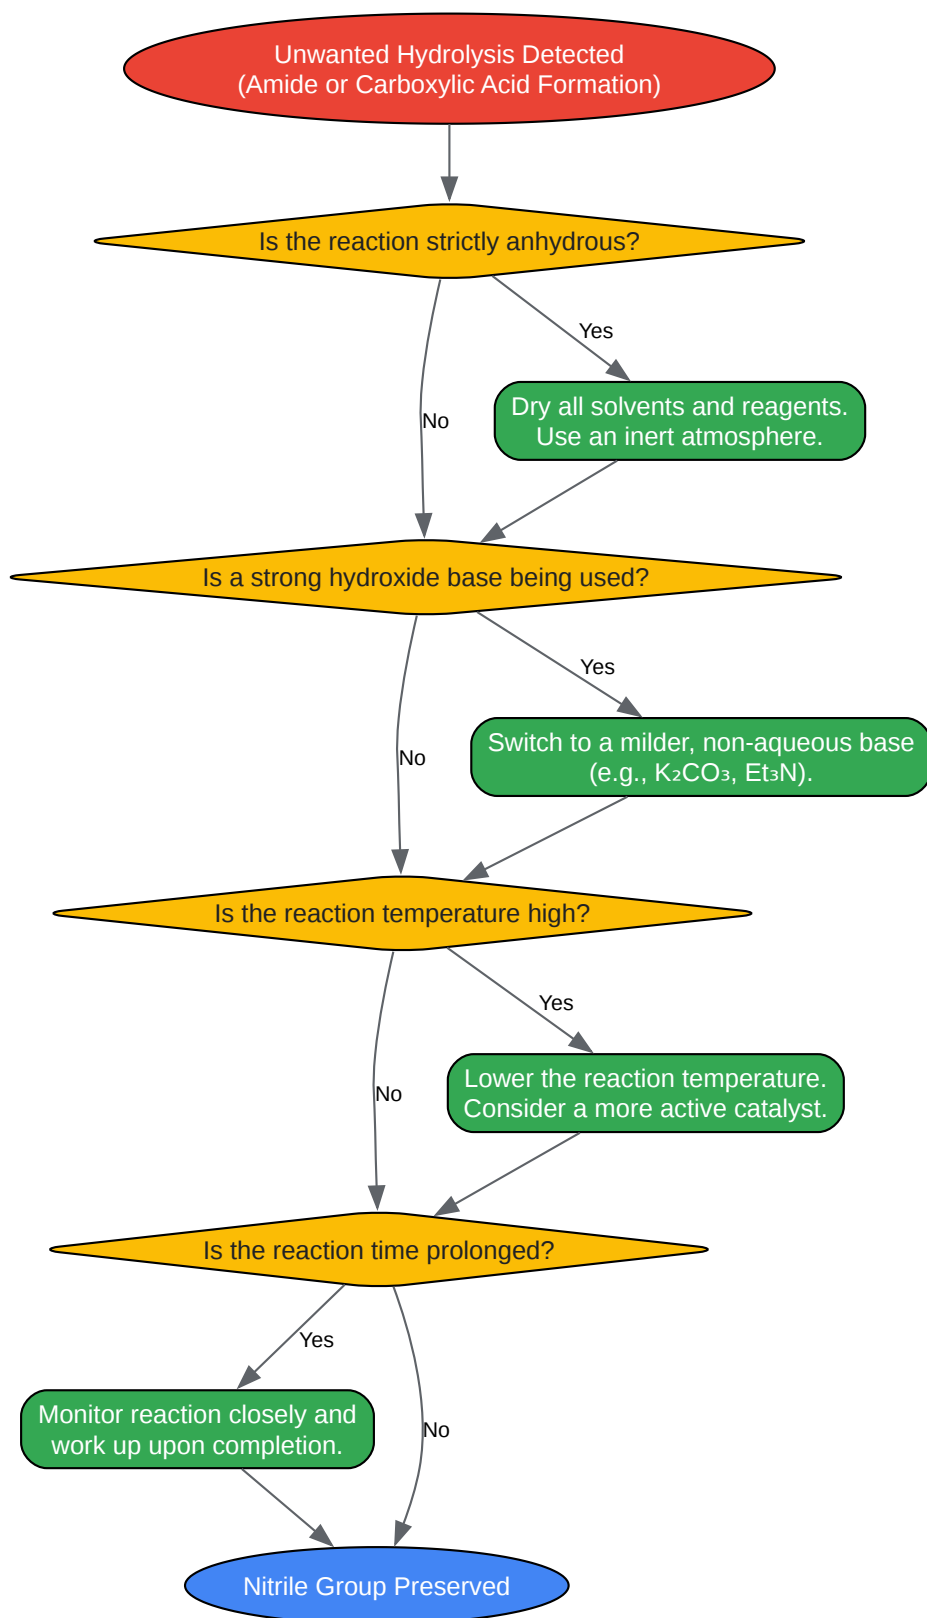 Unwanted Hydrolysis Detected
(Amide or Carboxylic Acid Formation)
Is the reaction strictly anhydrous?
Yes
No
Dry all solvents and reagents.
Use an inert atmosphere.
Is a strong hydroxide base being used?
Yes
No
Switch to a milder, non-aqueous base
(e.g., K₂CO₃, Et₃N).
Is the reaction temperature high?
Yes
No
Lower the reaction temperature.
Consider a more active catalyst.
Is the reaction time prolonged?
Yes
No
Monitor reaction closely and
work up upon completion.
Nitrile Group Preserved